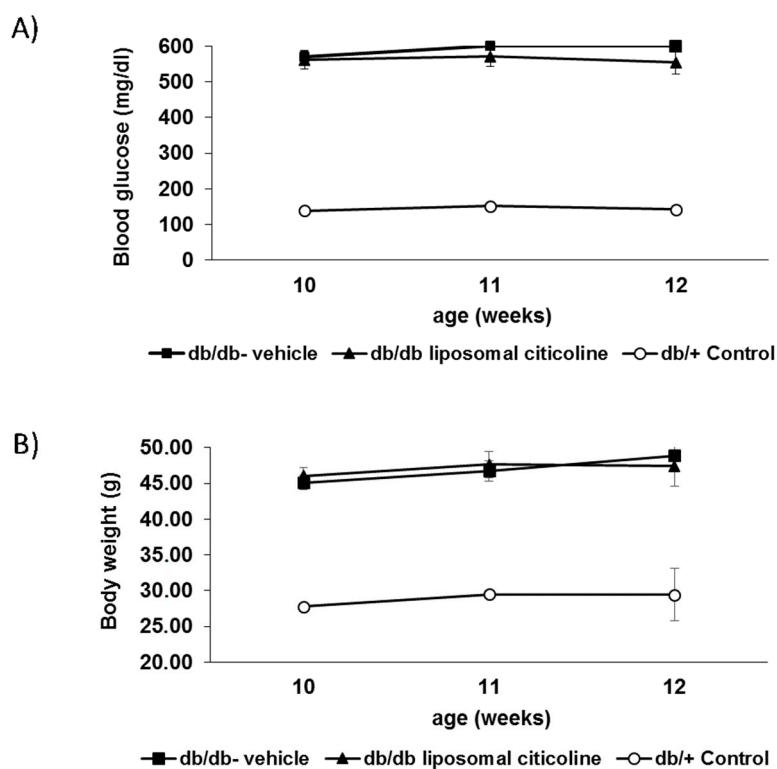 A)
Blood glucose (mg/dl)
600
500
400
300
200
100
0
10 11 12
age (weeks)
db/db- vehicle db/db liposomal citicoline db/+ Control
B)
Body weight (g)
50.00
45.00
40.00
35.00
30.00
25.00
20.00
10 11 12
age (weeks)
db/db- vehicle db/db liposomal citicoline db/+ Control